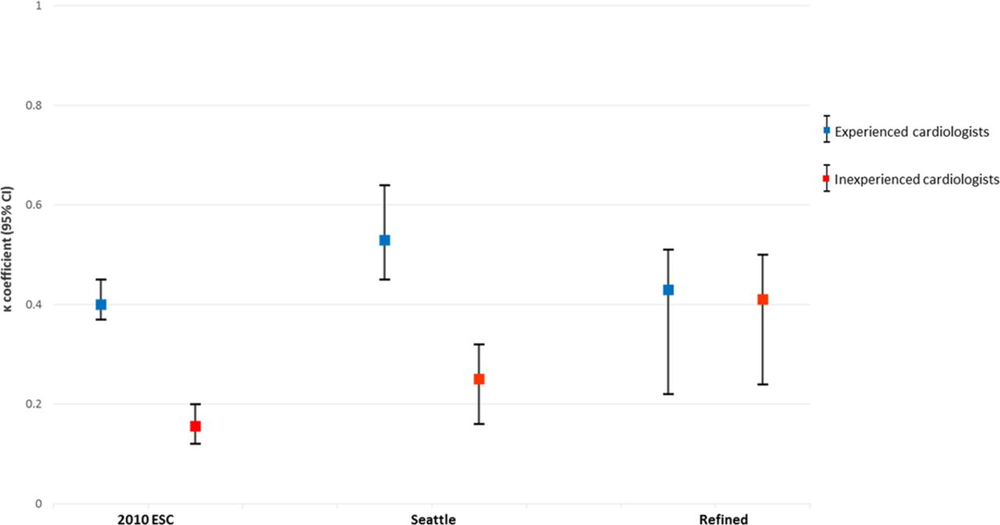 1
0.8
0.6
0.4
0.2
0
κ coefficient (95% CI)
2010 ESC
Seattle
Refined
Experienced cardiologists
Inexperienced cardiologists